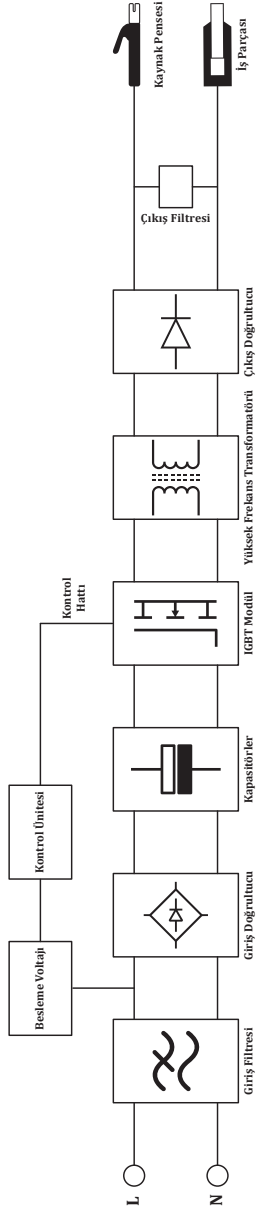 L
N
Giriş Filtresi
Besleme Voltajı
Giriş Doğrultucu
Kontrol Ünitesi
Kapasitörler
Kontrol
Hattı
IGBT Modül
Yüksek Frekans Transformatörü
Çıkış Doğrultucu
Çıkış Filtresi
Kaynak Pensesi
İş Parçası